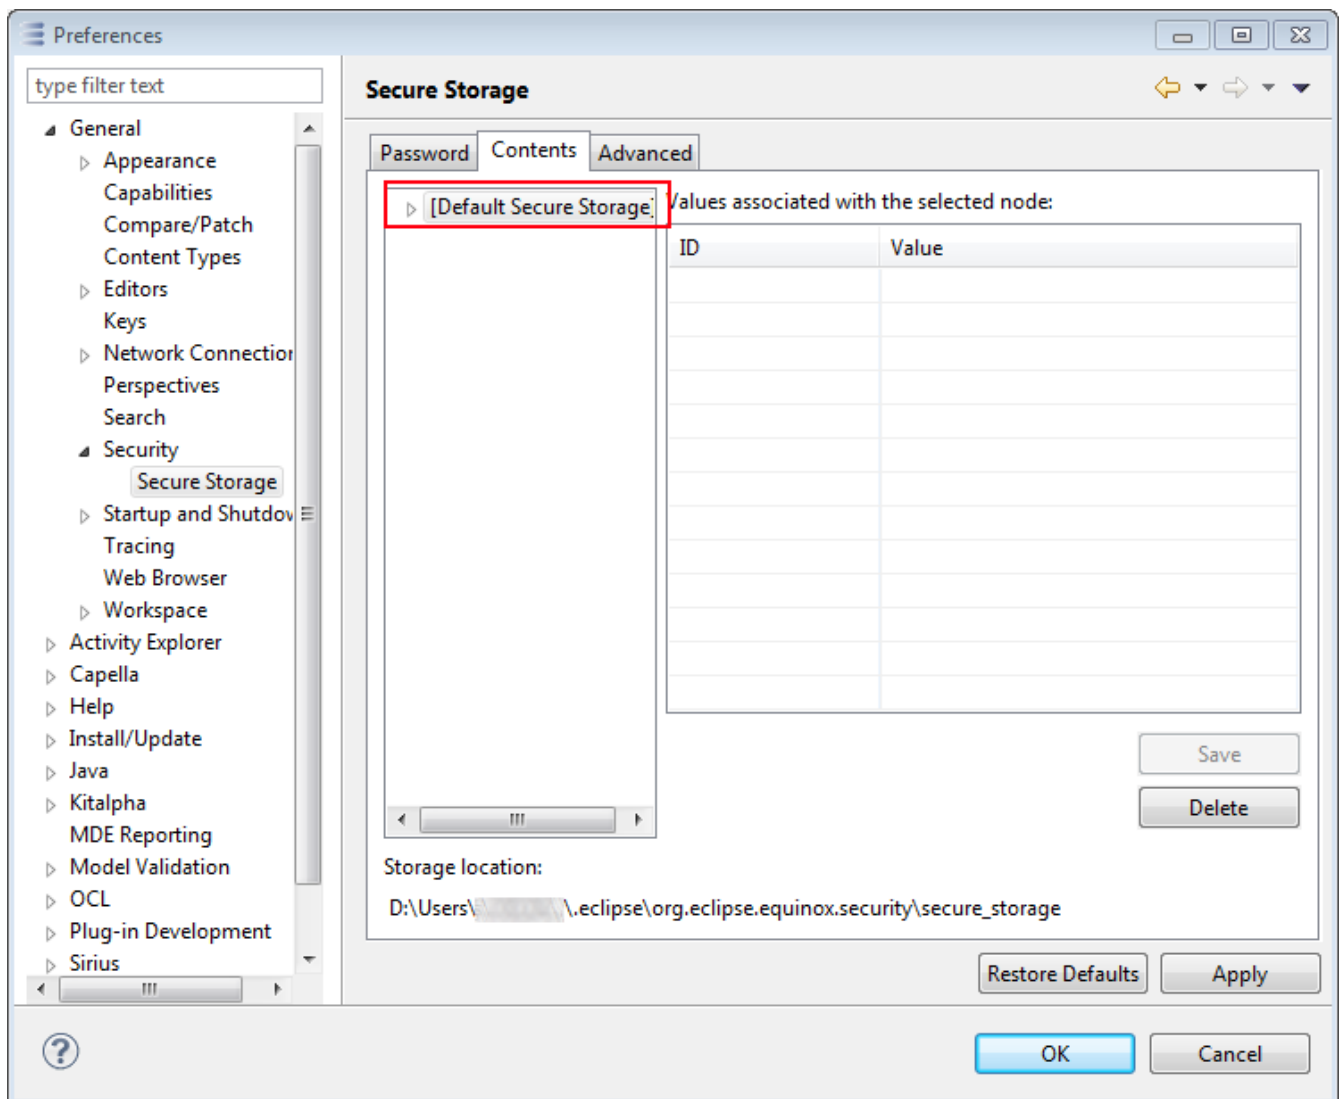 Preferences
type filter text
General
Appearance
Capabilities
Compare/Patch
Content Types
Editors
Keys
Network Connection
Perspectives
Search
Security
Secure Storage
Startup and Shutdow
Tracing
Web Browser
Workspace
Activity Explorer
Capella
Help
Install/Update
Java
Kitalpha
MDE Reporting
Model Validation
OCL
Plug-in Development
Sirius
Secure Storage
Password Contents Advanced
[Default Secure Storage]
Values associated with the selected node:
ID Value
Save
Delete
Storage location:
D:\Users\ \.eclipse\org.eclipse.equinox.security\secure_storage
Restore Defaults Apply
OK Cancel